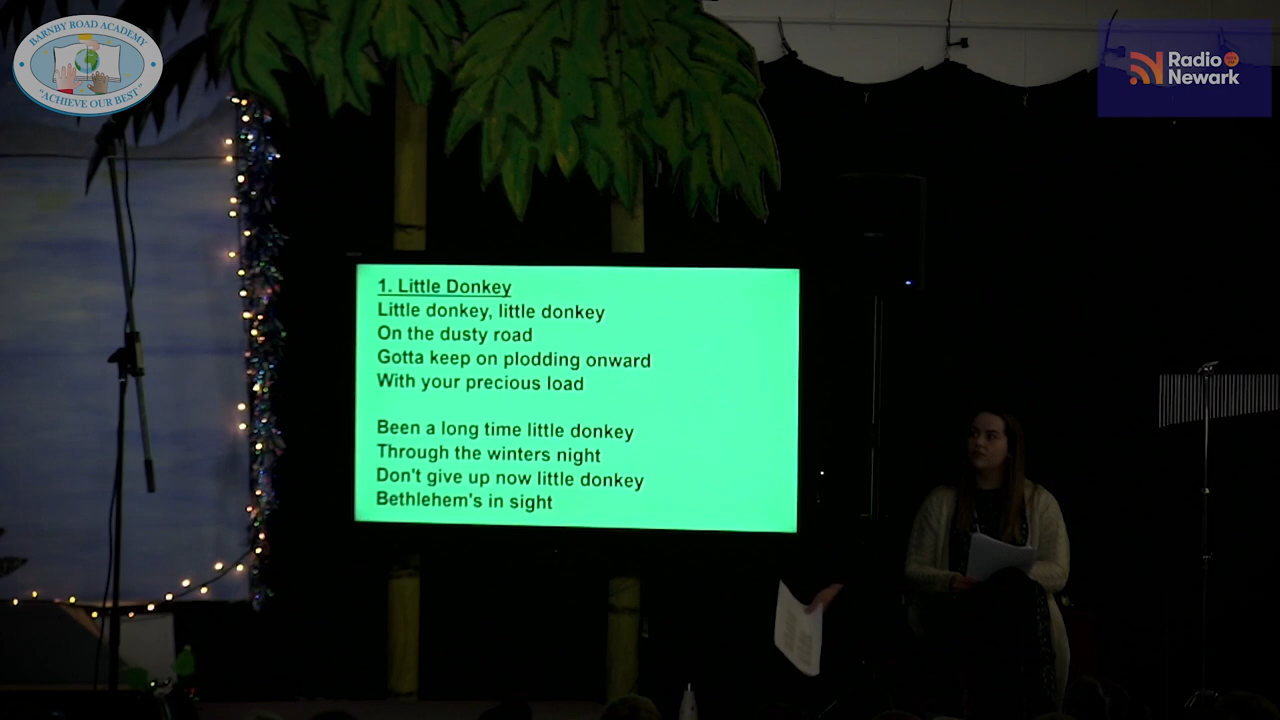 BARNBY ROAD ACADEMY
"ACHIEVE OUR BEST"
Radio
Newark
1. Little Donkey
Little donkey, little donkey
On the dusty road
Gotta keep on plodding onward
With your precious load
Been a long time little donkey
Through the winters night
Don't give up now little donkey
Bethlehem's in sight